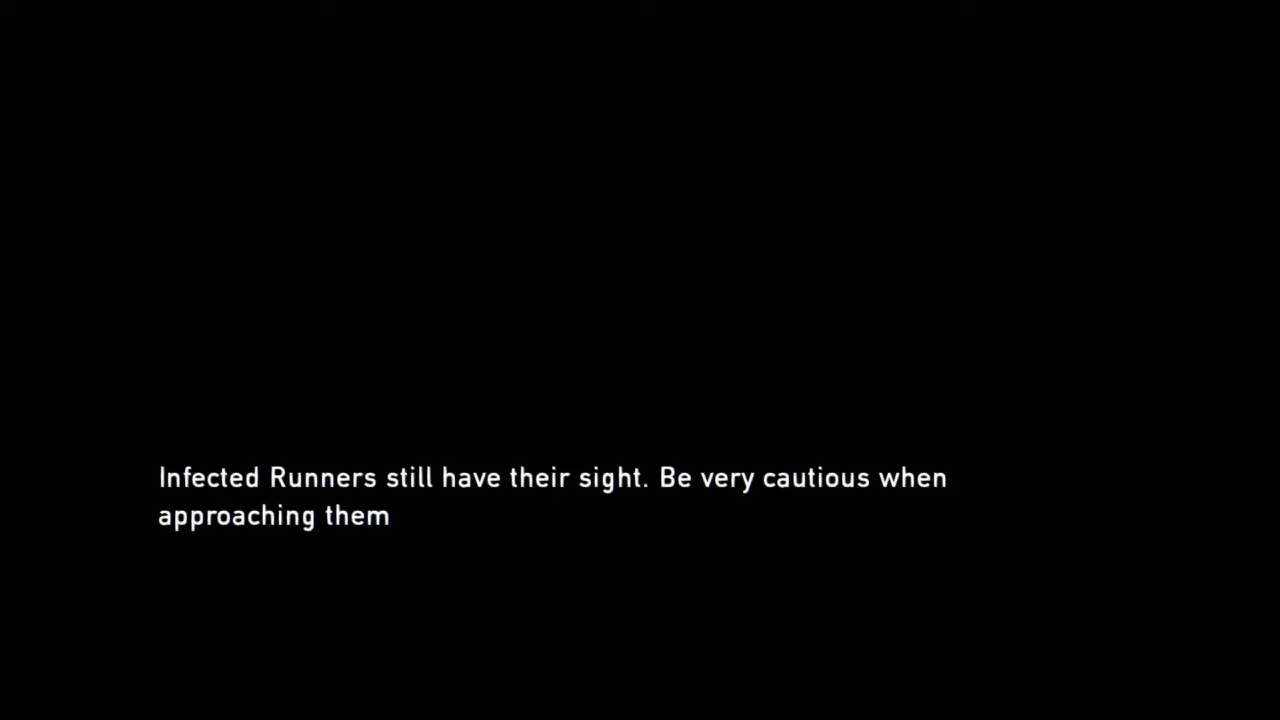 Infected Runners still have their sight. Be very cautious when
approaching them